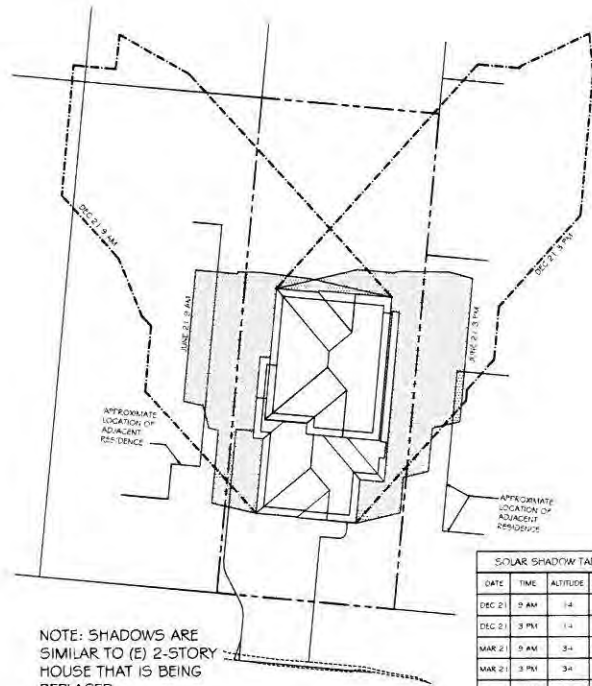 DEC 21 9 AM
DEC 21 3 PM
JUNE 21 9 AM
JUNE 21 3 PM
APPROXIMATE
LOCATION OF
ADJACENT
RESIDENCE
APPROXIMATE
LOCATION OF
ADJACENT
RESIDENCE
NOTE: SHADOWS ARE
SIMILAR TO (E) 2-STORY
HOUSE THAT IS BEING
REPLACED
SOLAR SHADOW
DATE TIME ALTITUDE
DEC 21 9 AM 14
DEC 21 3 PM 14
MAR 21 9 AM 34
MAR 21 3 PM 34